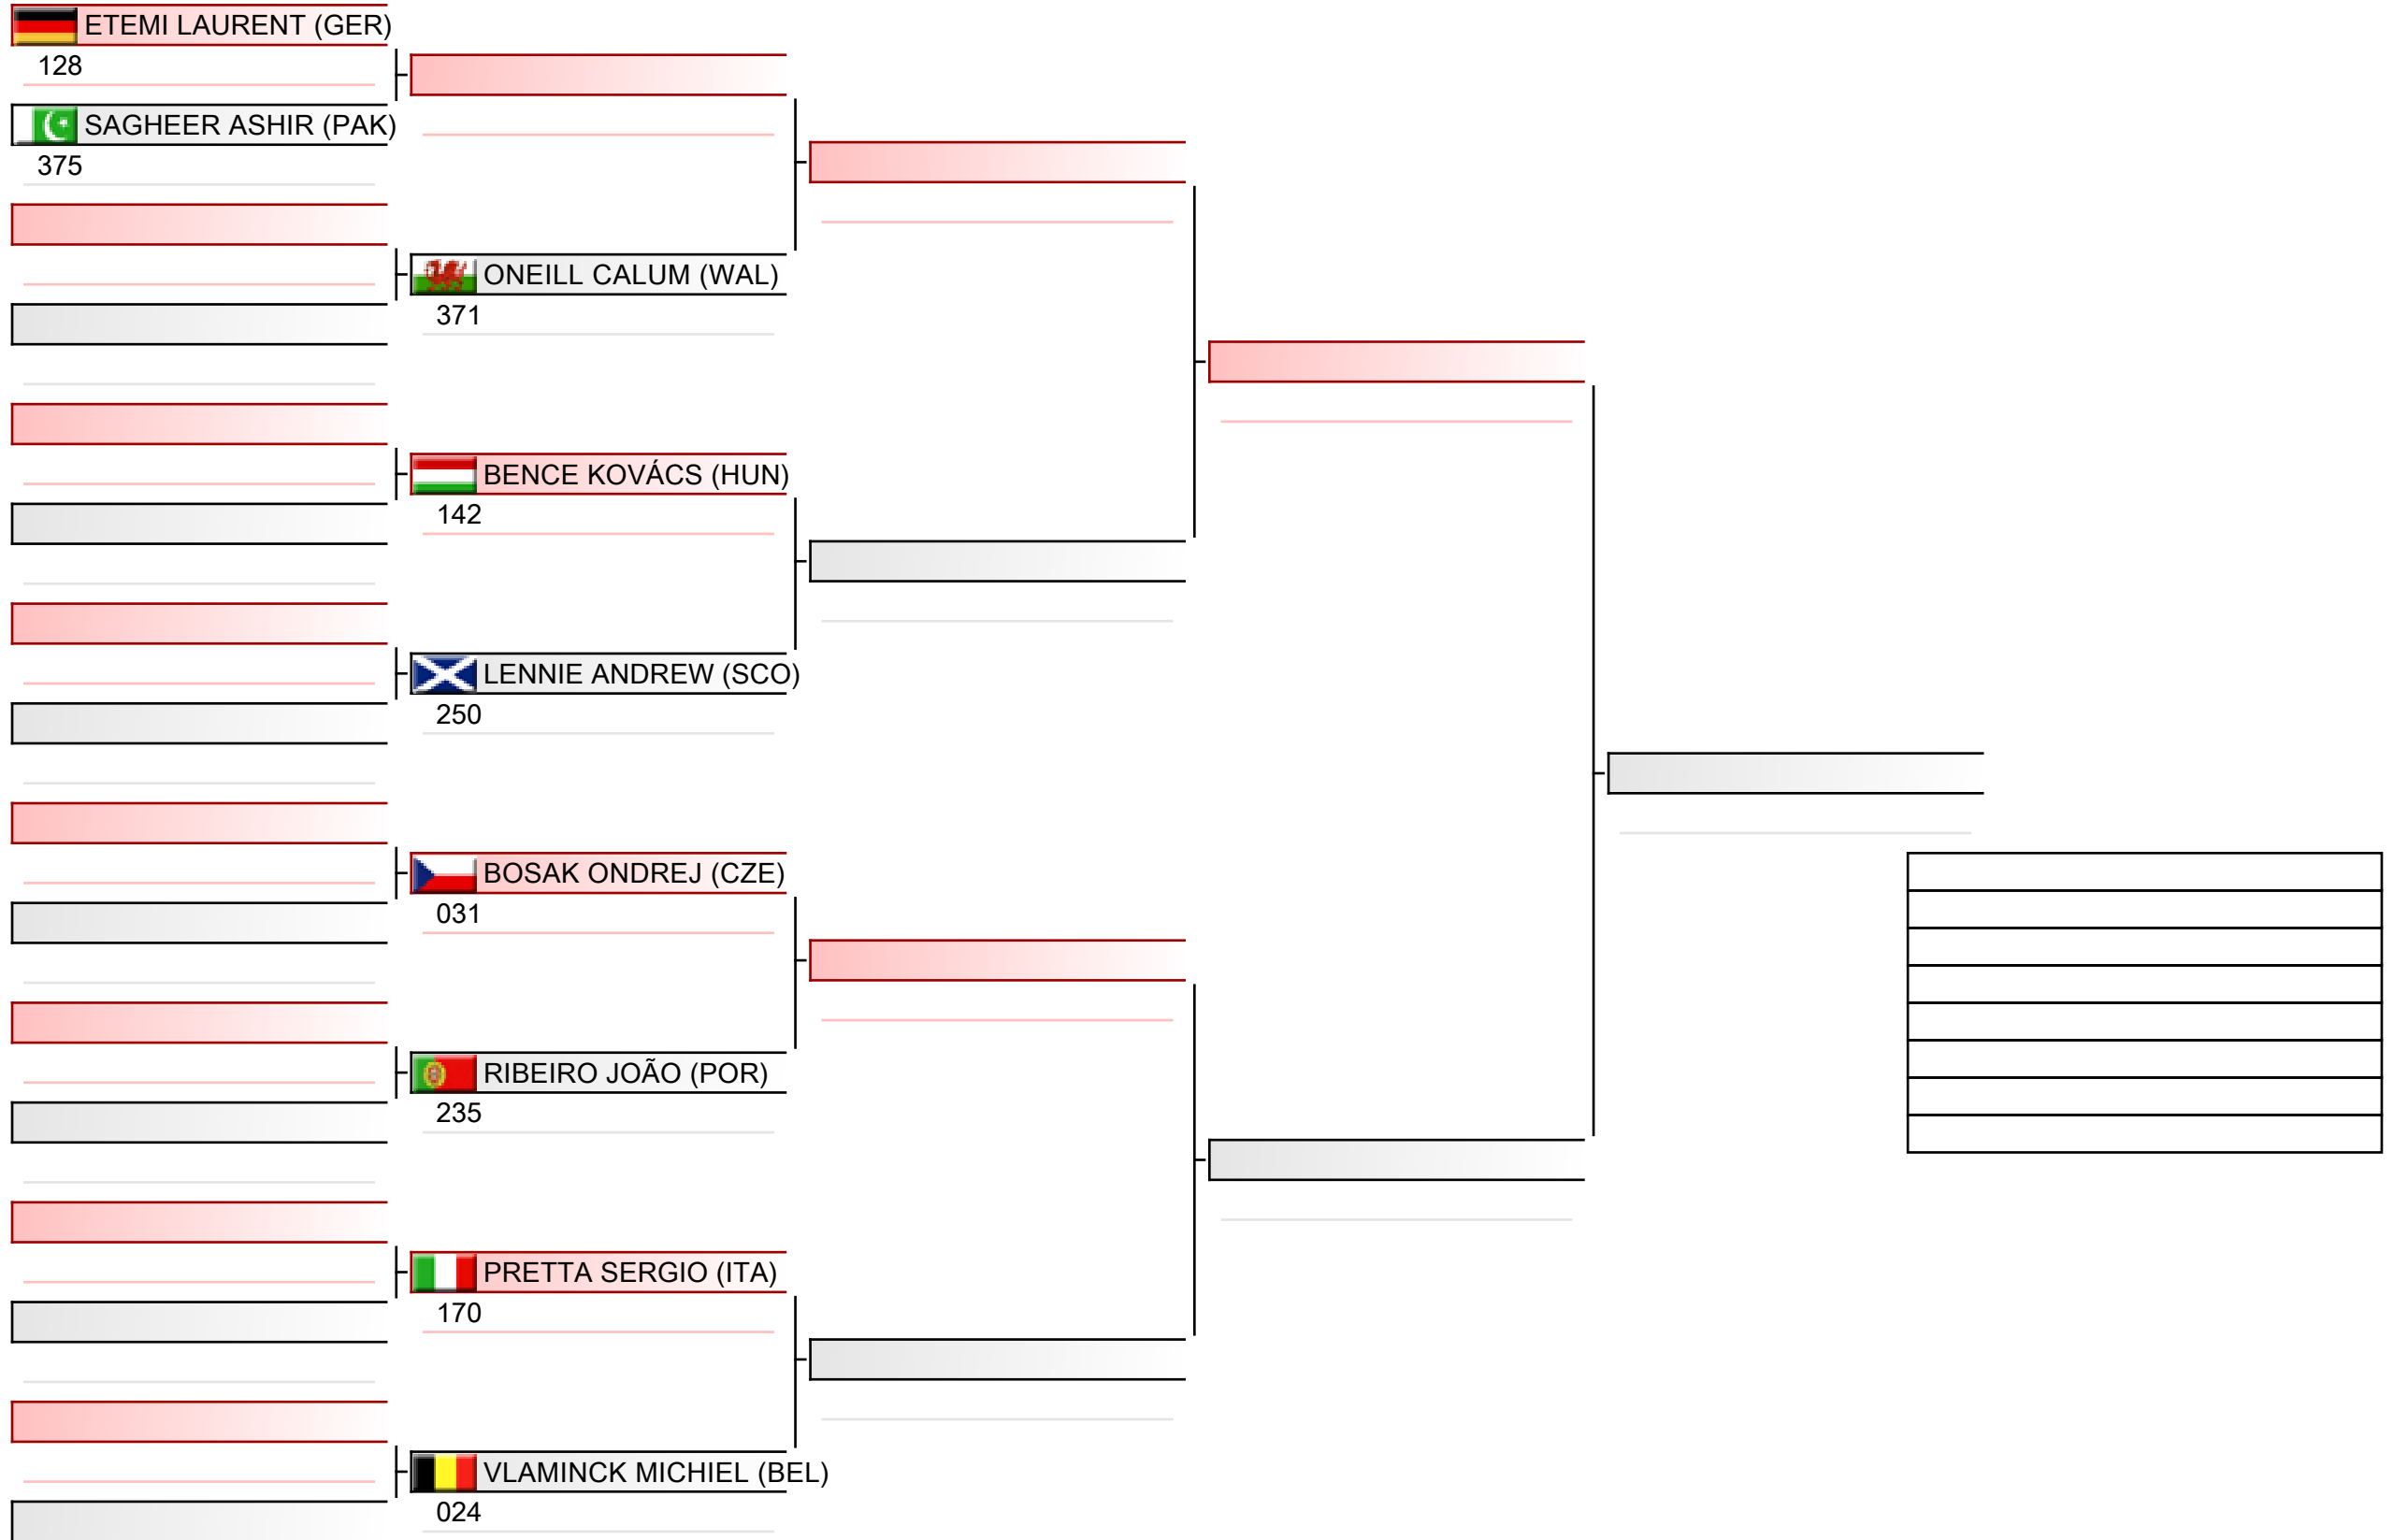 ETEMI LAURENT (GER)
128
SAGHEER ASHIR (PAK)
375
ONEILL CALUM (WAL)
371
BENCE KOVÁCS (HUN)
142
LENNIE ANDREW (SCO)
250
BOSAK ONDREJ (CZE)
031
RIBEIRO JOÃO (POR)
235
PRETTA SERGIO (ITA)
170
VLAMINCK MICHIEL (BEL)
024